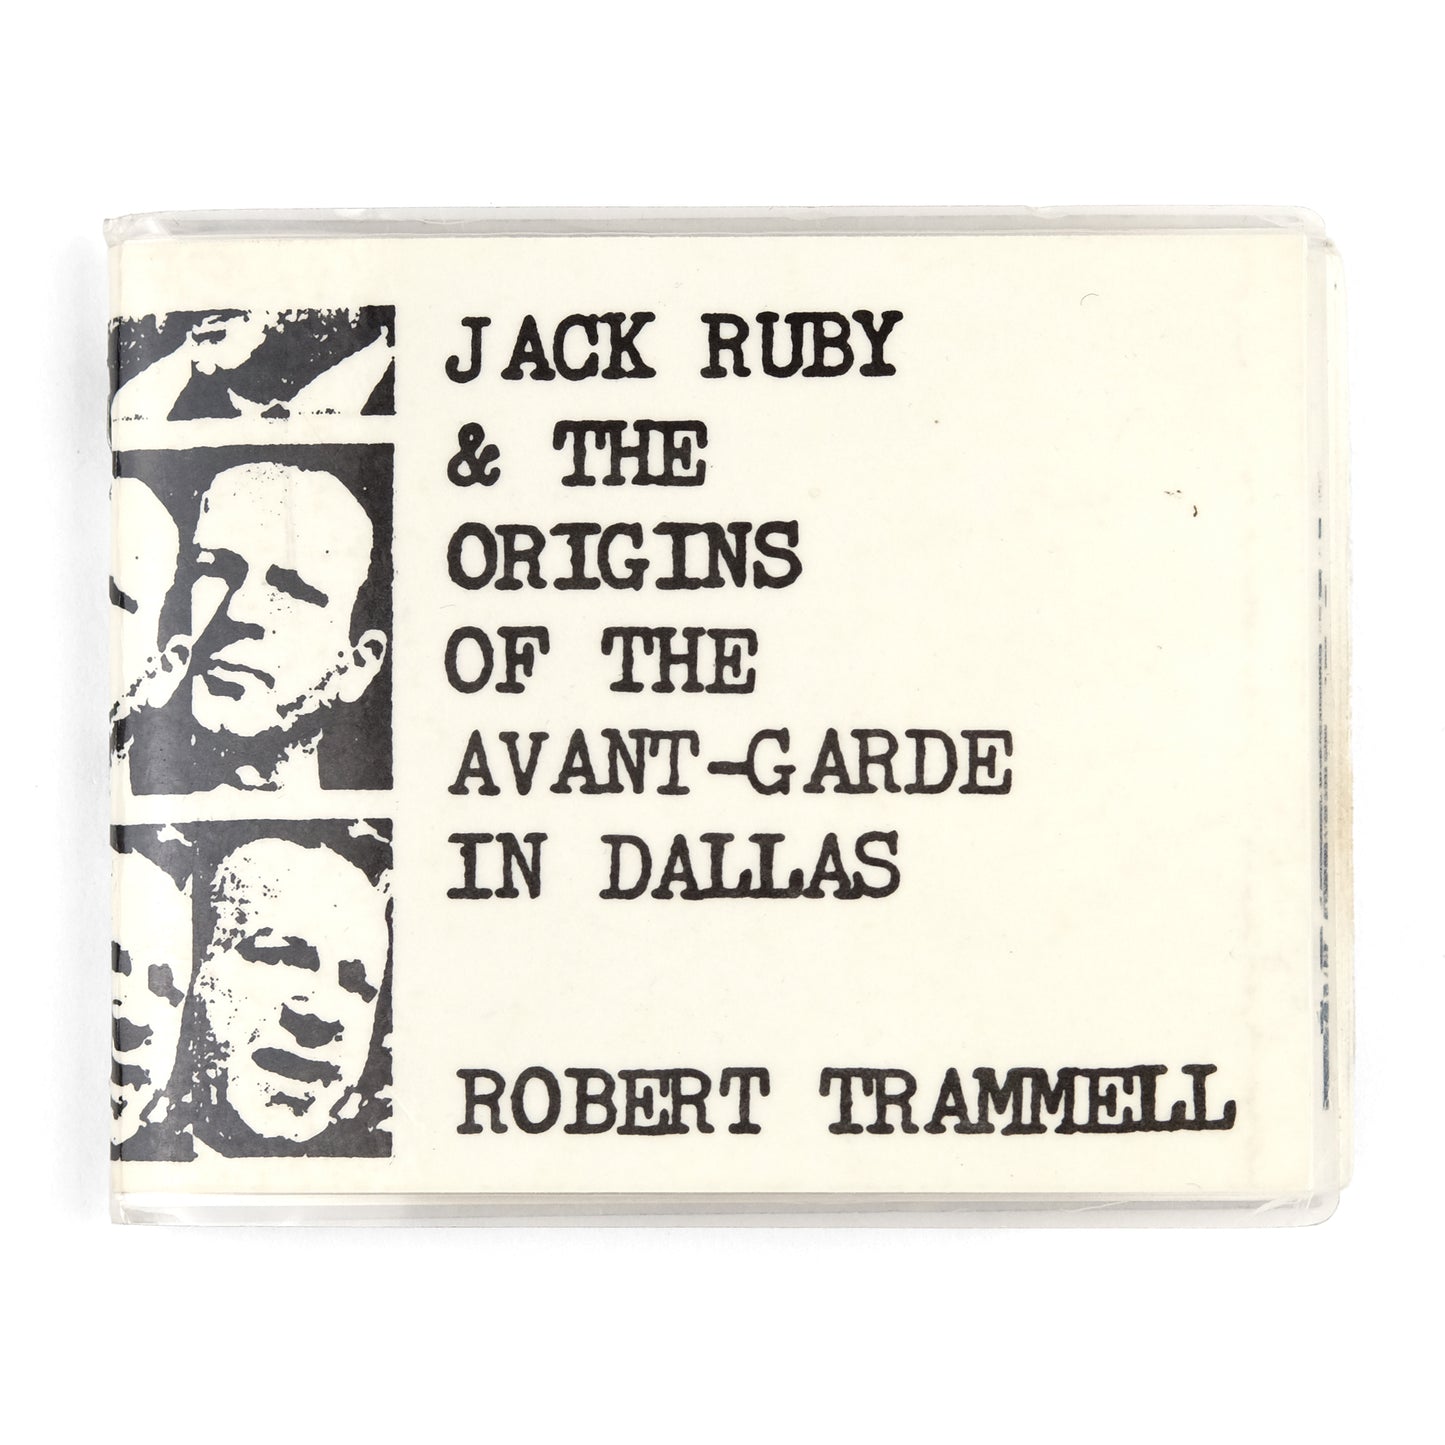 JACK RUBY
& THE
ORIGINS
OF THE
AVANT-GARDE
IN DALLAS
ROBERT TRAMMELL